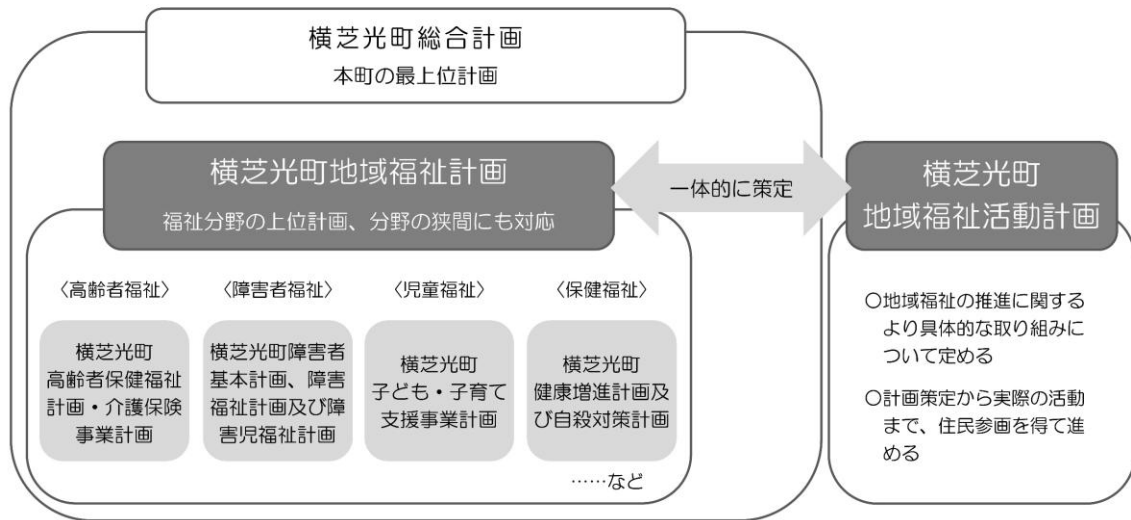 横芝光町総合計画
本町の最上位計画
横芝光町地域福祉計画
福祉分野の上位計画、分野の狭間にも対応
一体的に策定
横芝光町
地域福祉活動計画
〈高齢者福祉〉
横芝光町
高齢者保健福祉
計画・介護保険
事業計画
〈障害者福祉〉
横芝光町障害者
基本計画、障害
福祉計画及び障
害児福祉計画
〈児童福祉〉
横芝光町
子ども・子育て
支援事業計画
〈保健福祉〉
横芝光町
健康増進計画及
び自殺対策計画
……など
○地域福祉の推進に関する
より具体的な取り組みに
ついて定める
○計画策定から実際の活動
まで、住民参画を得て進
める